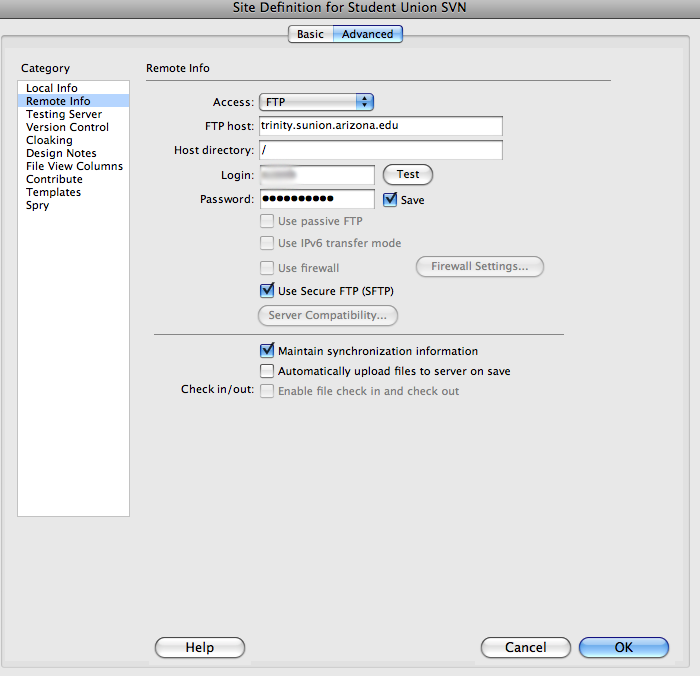 Site Definition for Student Union SVN
Basic Advanced
Category
Local Info
Remote Info
Testing Server
Version Control
Cloaking
Design Notes
File View Columns
Contribute
Templates
Spry
Remote Info
Access: FTP
FTP host: trinity.sunion.arizona.edu
Host directory: /
Login: Test
Password: ●●●●●●●●●● Save
Use passive FTP
Use IPv6 transfer mode
Use firewall Firewall Settings...
Use Secure FTP (SFTP)
Server Compatibility...
Maintain synchronization information
Automatically upload files to server on save
Check in/out: Enable file check in and check out
Help Cancel OK